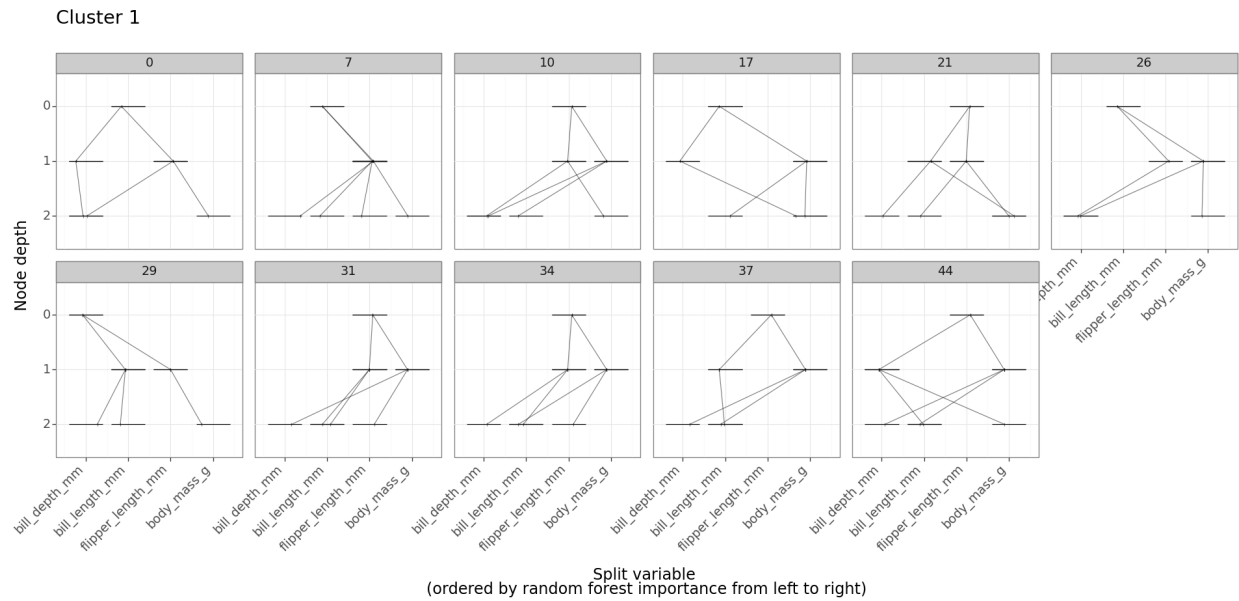 Cluster 1
0
7
10
17
21
26
0
1
2
Node depth
29
31
34
37
44
0
1
2
bill_length_mm
flipper_length_mm
body_mass_g
bill_depth_mm
bill_length_mm
flipper_length_mm
body_mass_g
bill_depth_mm
bill_length_mm
flipper_length_mm
body_mass_g
bill_depth_mm
bill_length_mm
flipper_length_mm
body_mass_g
bill_depth_mm
bill_length_mm
flipper_length_mm
body_mass_g
bill_depth_mm
bill_length_mm
flipper_length_mm
body_mass_g
Split variable
(ordered by random forest importance from left to right)